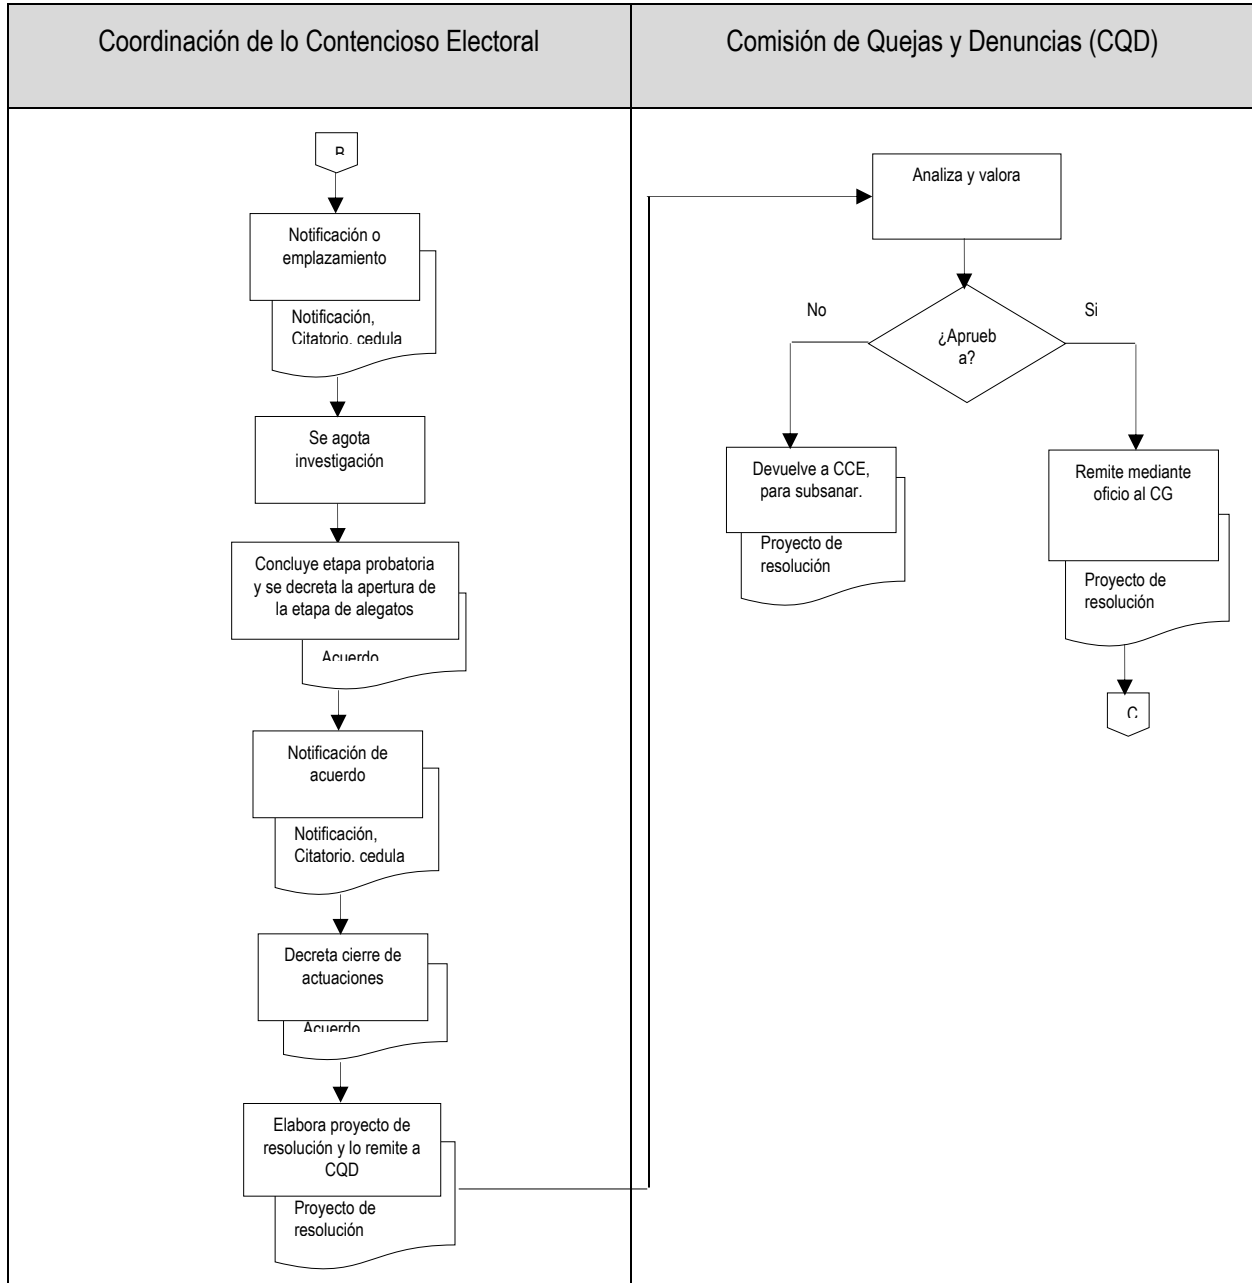 Coordinación de lo Contencioso Electoral
Comisión de Quejas y Denuncias (CQD)
B
Notificación o
emplazamiento
Notificación,
Citatorio, cedula
Se agota
investigación
Concluye etapa probatoria
y se decreta la apertura de
la etapa de alegatos
Acuerdo
Notificación de
acuerdo
Notificación,
Citatorio, cedula
Decreta cierre de
actuaciones
Acuerdo
Elabora proyecto de
resolución y lo remite a
CQD
Proyecto de
resolución
Analiza y valora
No
Si
¿Aprueb
a?
Devuelve a CCE,
para subsanar.
Proyecto de
resolución
Remite mediante
oficio al CG
Proyecto de
resolución
C